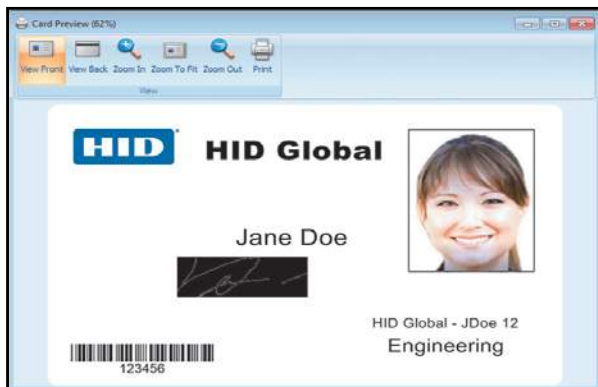 Card Preview (62%)
View Front View Back Zoom In Zoom To Fit Zoom Out Print
View
HID HID Global
Jane Doe
HID Global - JDoe 12
Engineering
123456